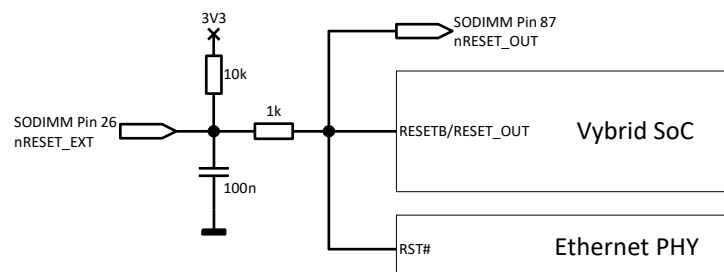 3V3
SODIMM Pin 87
nRESET_OUT
10k
1k
SODIMM Pin 26
nRESET_EXT
RESETB/RESET_OUT
Vybrid SoC
100n
RST#
Ethernet PHY